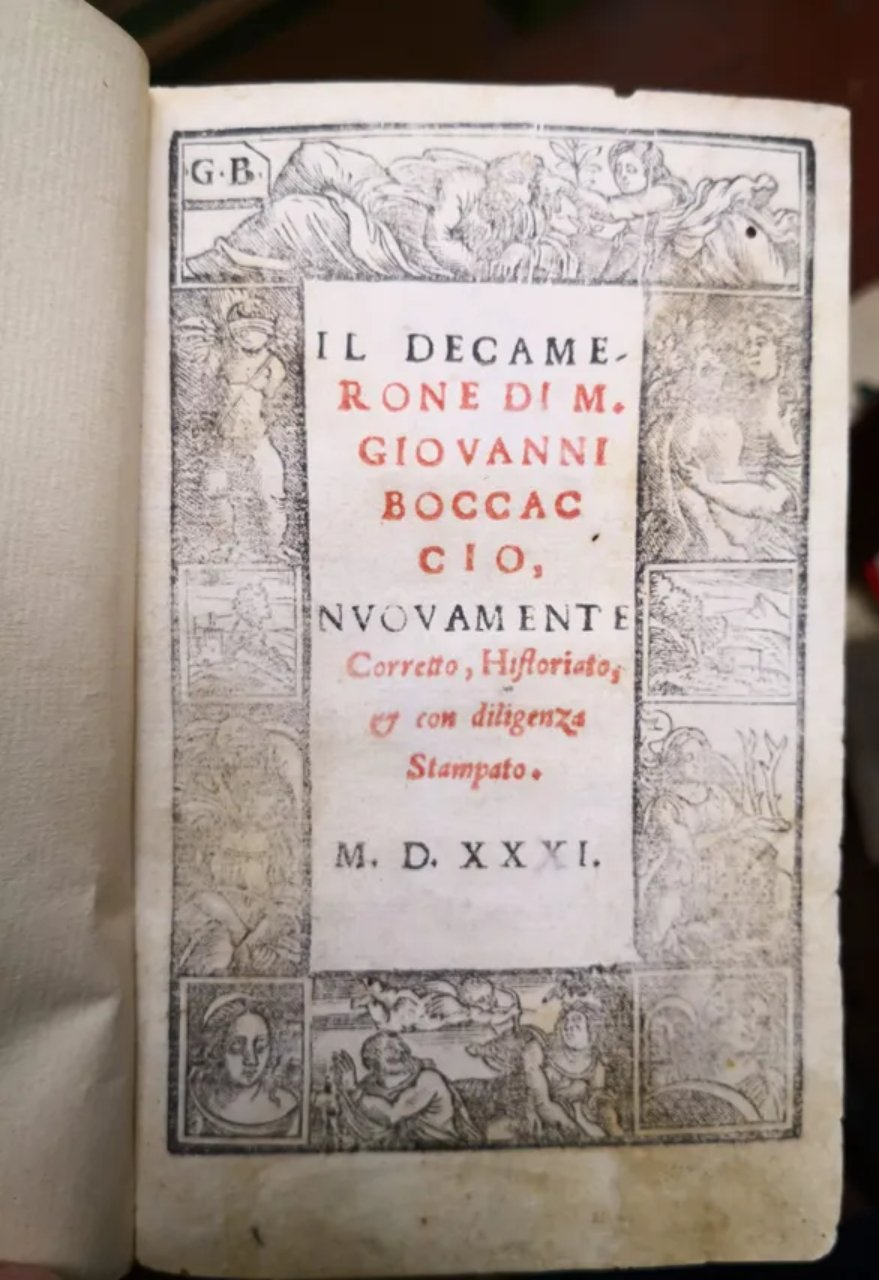 G·B·
IL DECAME-
RONE DI M.
GIOVANNI
BOCCAC
CIO,
NVOVAMENTE
Corretto, Historiato,
& con diligenza
Stampato.
M. D. XXXI.